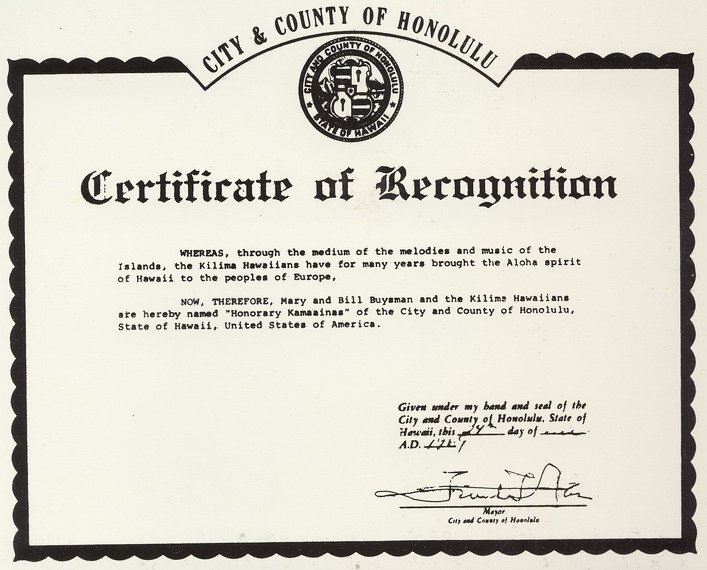 CITY & COUNTY OF HONOLULU
CITY AND COUNTY OF HONOLULU
STATE OF HAWAII
Certificate of Recognition
WHEREAS, through the medium of the melodies and music of the
Islands, the Kilima Hawaiians have for many years brought the Aloha spirit
of Hawaii to the peoples of Europe,
NOW, THEREFORE, Mary and Bill Buysman and the Kilima Hawaiians
are hereby named "Honorary Kamaainas" of the City and County of Honolulu,
State of Hawaii, United States of America.
Given under my hand and seal of the
City and County of Honolulu, State of
Hawaii, this day of
A.D.
Mayor
City and County of Honolulu